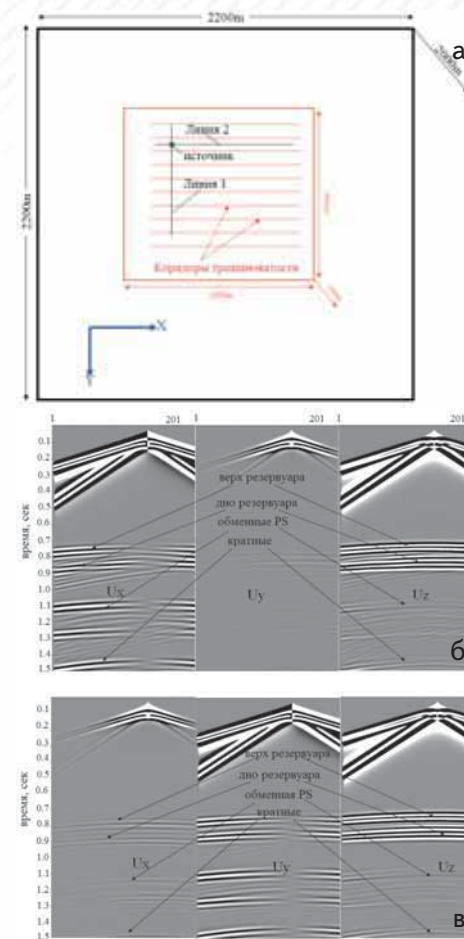 2200m
а
2200m
Линия 2
источник
Линия 1
Коридоры трещиноватости
X
1 201 1 201 1 201
0.1
0.2
0.3
0.4
0.5
0.6
0.7
0.8
0.9
1.0
1.1
1.2
1.3
1.4
1.5
время, сек
верх резервуара
дно резервуара
обменные PS
кратные
Ux
Uy
Uz
б
0.1
0.2
0.3
0.4
0.5
0.6
0.7
0.8
0.9
1.0
1.1
1.2
1.3
1.4
1.5
время, сек
верх резервуара
дно резервуара
обменная PS
кратные
Ux
Uy
Uz
в